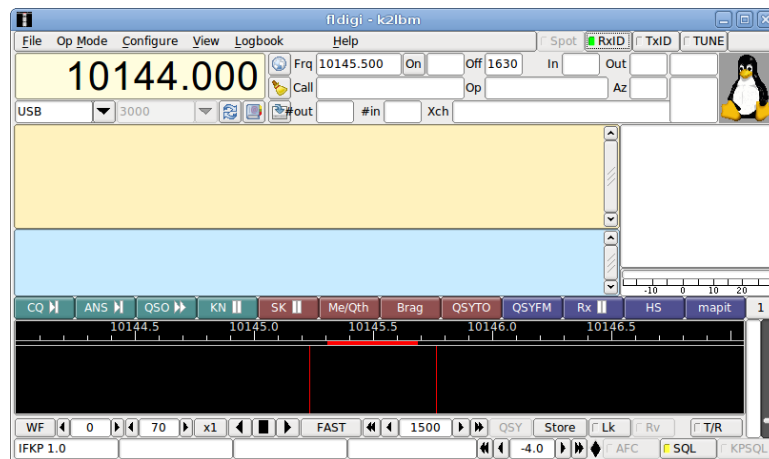 fldigi - k2lbm
File Op Mode Configure View Logbook Help Spot RxID TxID TUNE
10144.000 Frq 10145.500 On Off 1630 In Out
Call Op Az
USB 3000 #out #in Xch
-10 0 10 20
CQ ANS QSO KN SK Me/Qth Brag QSYTO QSYFM Rx HS mapit 1
10144.5 10145.0 10145.5 10146.0 10146.5
WF 0 70 x1 FAST 1500 QSY Store Lk Rv T/R
IFKP 1.0 -4.0 AFC SQL KPSQL